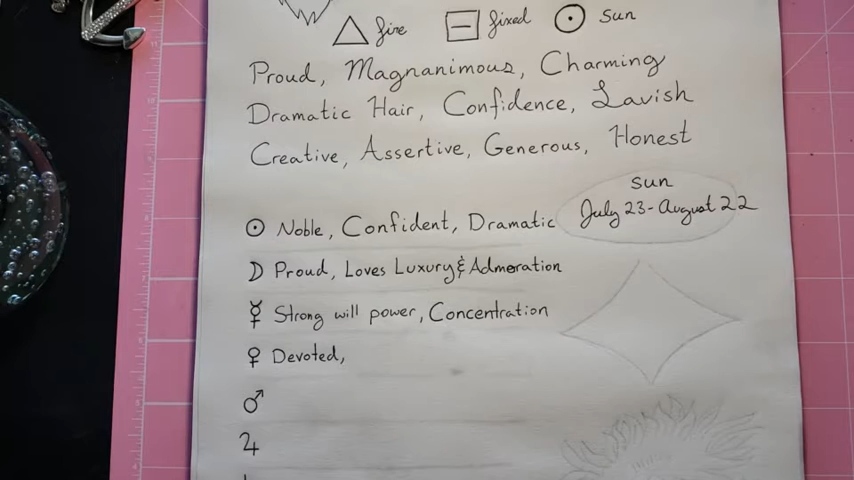 fire fixed Sun
Proud, Magnanimous, Charming
Dramatic Hair, Confidence, Lavish
Creative, Assertive, Generous, Honest
sun
July 23-August 22
☉ Noble, Confident, Dramatic
☽ Proud, Loves Luxury & Admoration
☿ Strong will power, Concentration
♀ Devoted,
♂
♃